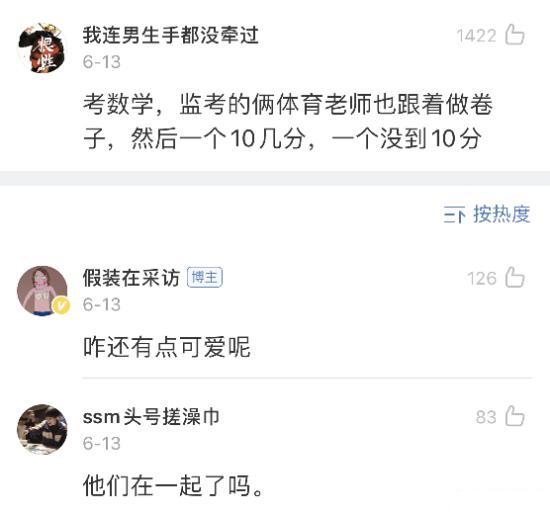 我连男生手都没牵过
1422
6-13
考数学，监考的俩体育老师也跟着做卷
子，然后一个10几分，一个没到10分
按热度
假装在采访 博主
126
6-13
咋还有点可爱呢
ssm头号搓澡巾
83
6-13
他们在一起了吗。